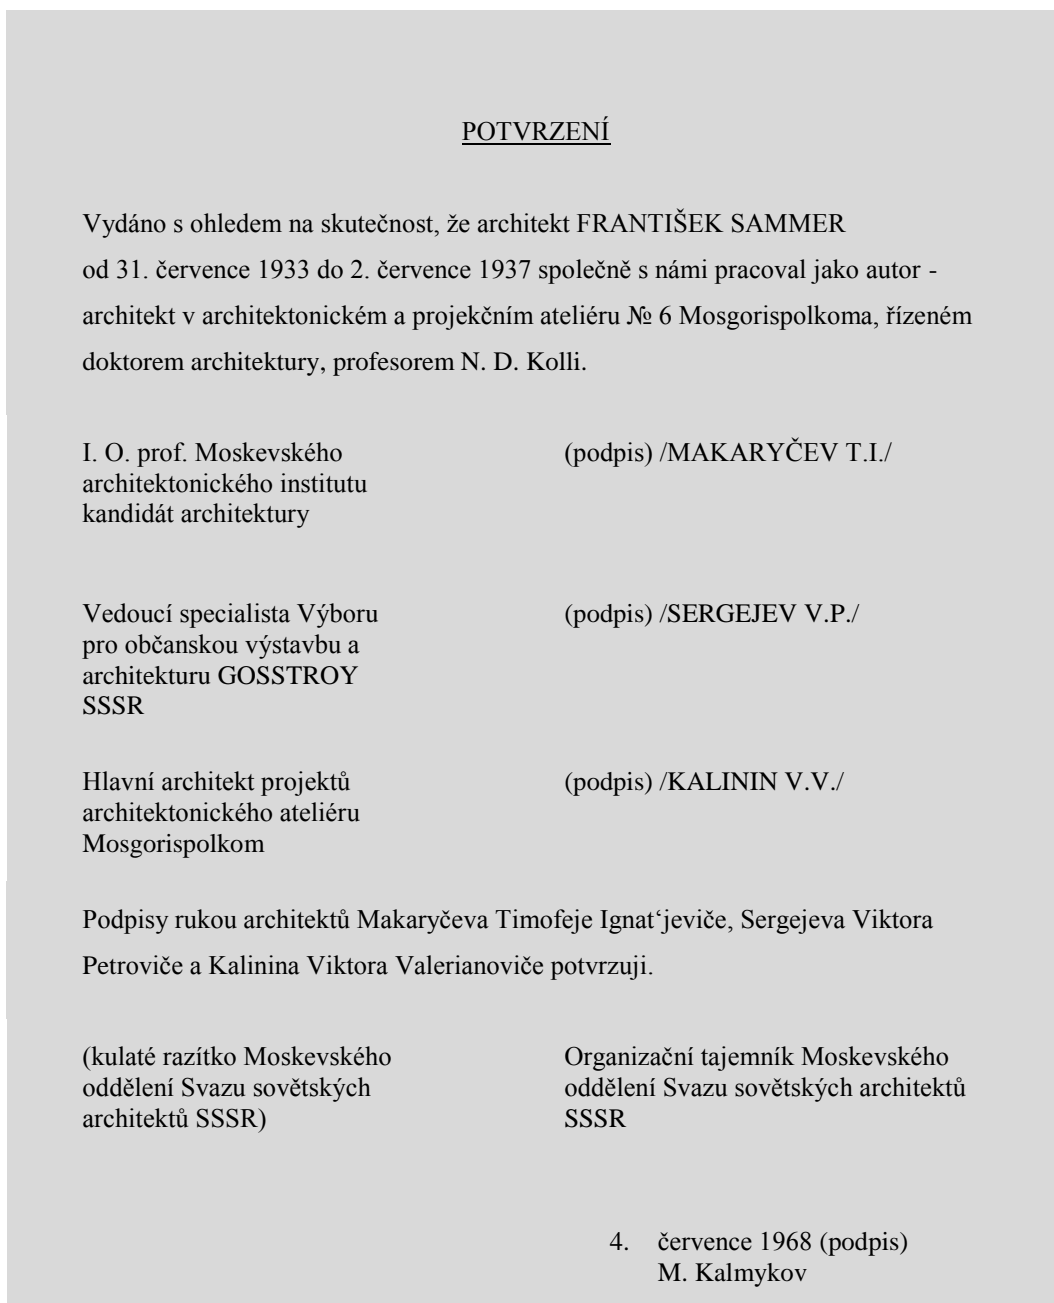 POTVRZENÍ
Vydáno s ohledem na skutečnost, že architekt FRANTIŠEK SAMMER
od 31. července 1933 do 2. července 1937 společně s námi pracoval jako autor -
architekt v architektonickém a projekčním ateliéru № 6 Mosgorispolkoma, řízeném
doktorem architektury, profesorem N. D. Kolli.
I. O. prof. Moskevského
architektonického institutu
kandidát architektury
(podpis) /MAKARYČEV T.I./
Vedoucí specialista Výboru
pro občanskou výstavbu a
architekturu GOSSTROY
SSSR
(podpis) /SERGEJEV V.P./
Hlavní architekt projektů
architektonického ateliéru
Mosgorispolkom
(podpis) /KALININ V.V./
Podpisy rukou architektů Makaryčeva Timofeje Ignat‘jeviče, Sergejeva Viktora
Petroviče a Kalinina Viktora Valerianoviče potvrzuji.
(kulaté razítko Moskevského
oddělení Svazu sovětských
architektů SSSR)
Organizační tajemník Moskevského
oddělení Svazu sovětských architektů
SSSR
4. července 1968 (podpis)
M. Kalmykov